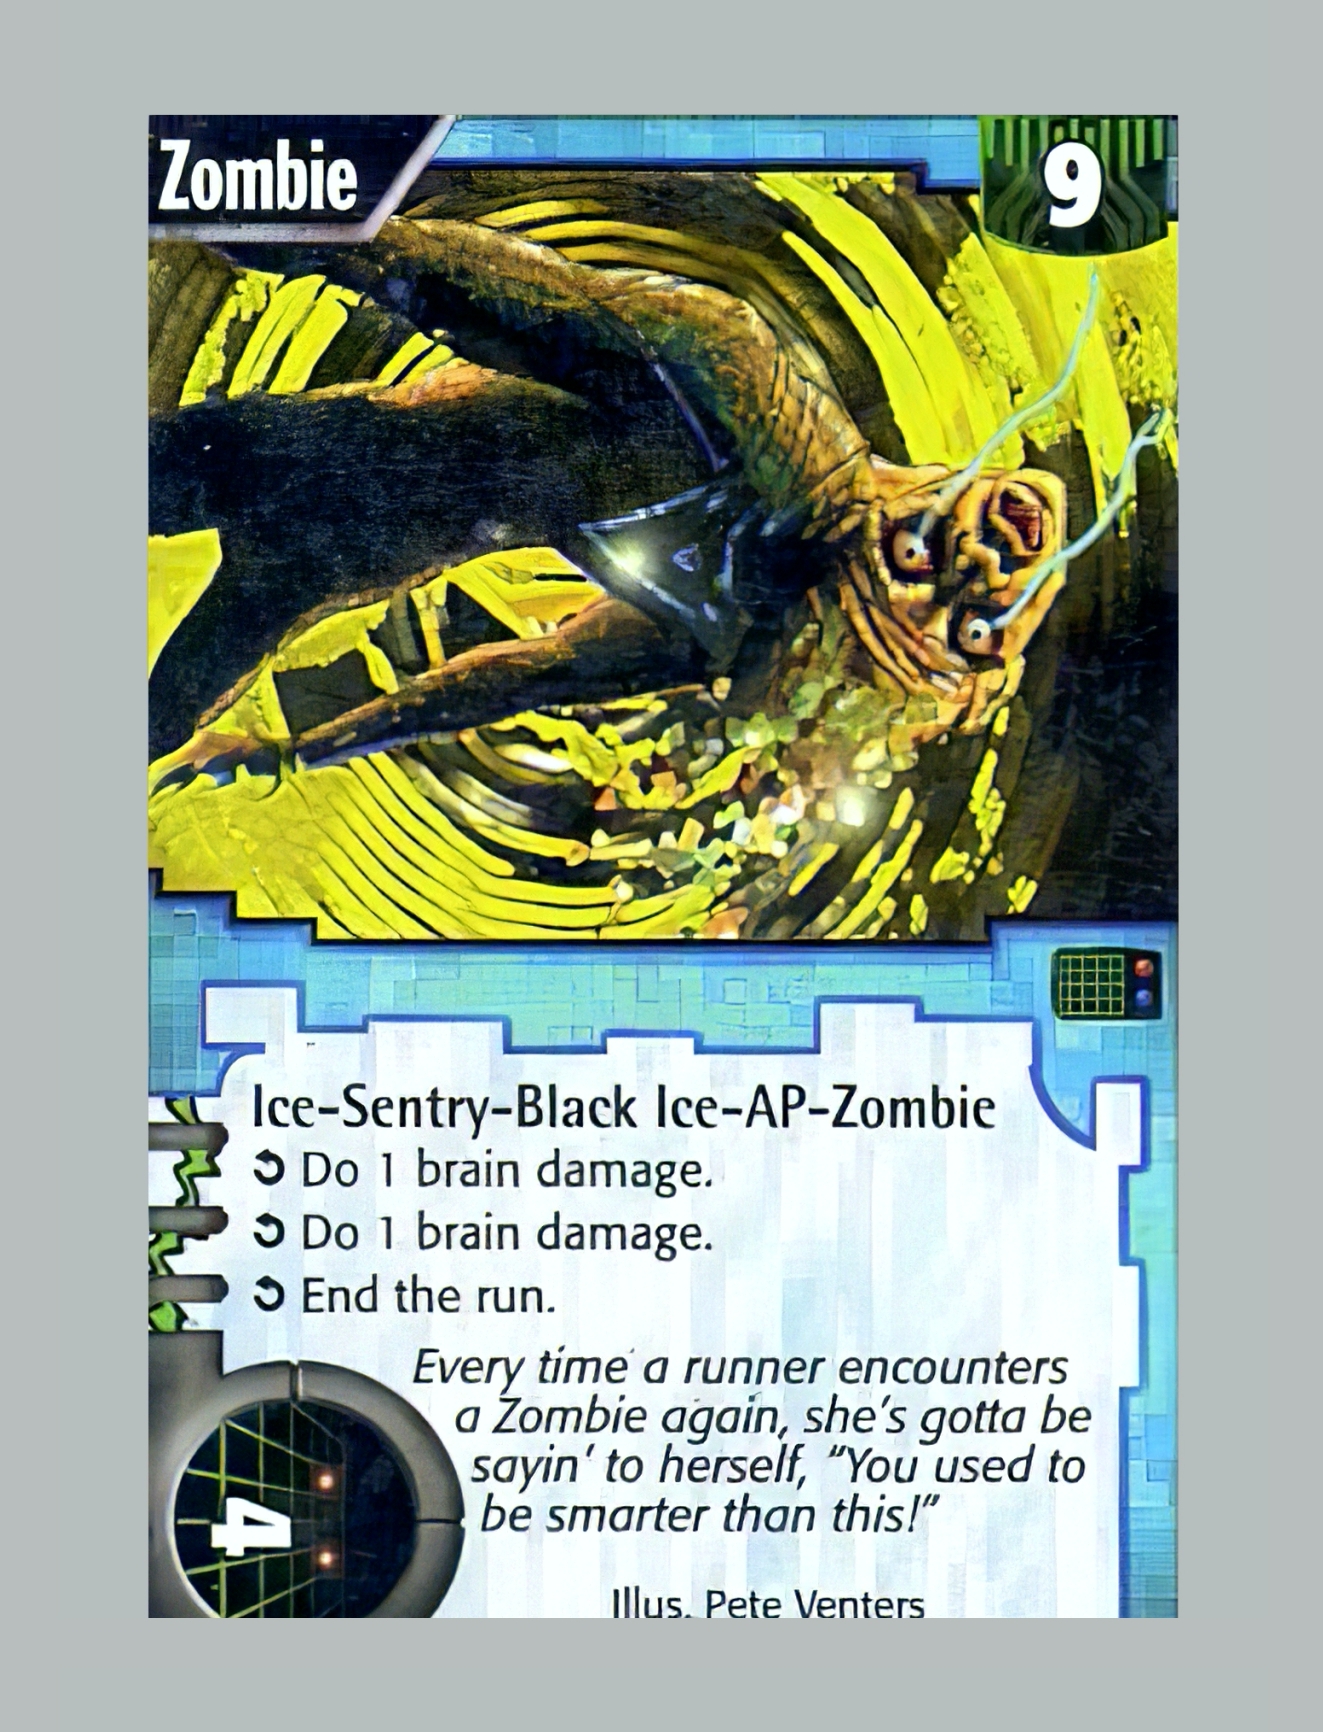 Zombie
9
Ice-Sentry-Black Ice-AP-Zombie
Do 1 brain damage.
Do 1 brain damage.
End the run.
Every time a runner encounters
a Zombie again, she's gotta be
sayin' to herself, "You used to
be smarter than this!"
4
Illus. Pete Venters